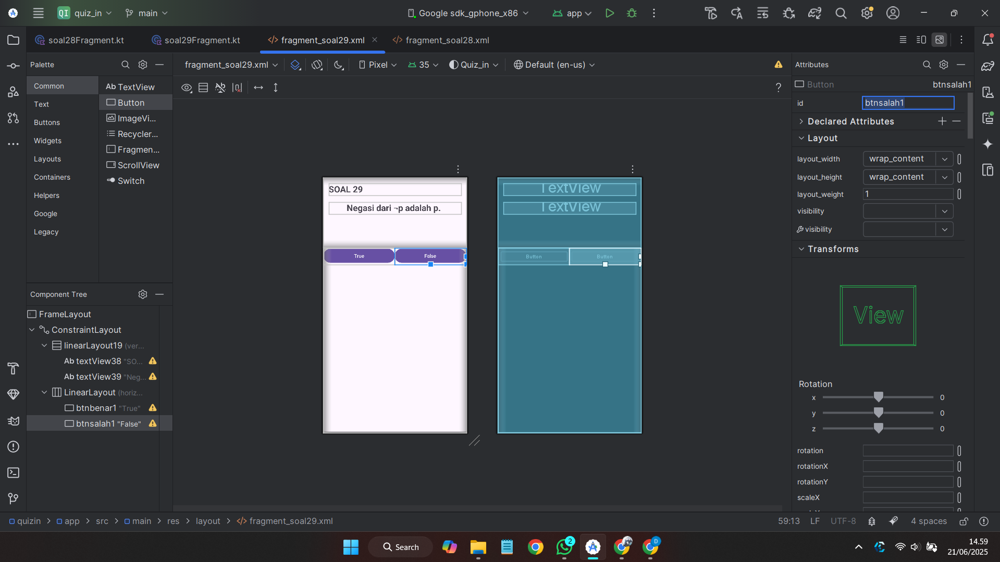 QI quiz_in main Google sdk_gphone_x86 app
soal28Fragment.kt soal29Fragment.kt fragment_soal29.xml fragment_soal28.xml
Palette
Common
Text
Buttons
Widgets
Layouts
Containers
Helpers
Google
Legacy
Ab TextView
Button
ImageVi...
Recycler...
Fragmen...
ScrollView
Switch
fragment_soal29.xml Pixel 35 Quiz_in Default (en-us)
?
SOAL 29
Negasi dari ¬p adalah p.
True False
TextView
TextView
Button Button
Component Tree
FrameLayout
ConstraintLayout
linearLayout19 (ver...
Ab textView38 "SO...
Ab textView39 "Neg...
LinearLayout (horiz...
btnbenar1 "True"
btnsalah1 "False"
Attributes
Button btnsalah1
id btnsalah1
Declared Attributes
Layout
layout_width wrap_content
layout_height wrap_content
layout_weight 1
visibility
visibility
Transforms
View
Rotation
x 0
y 0
z 0
rotation
rotationX
rotationY
scaleX
quizin > app > src > main > res > layout > fragment_soal29.xml
59:13 LF UTF-8 4 spaces
Search
2
D
14.59
21/06/2025